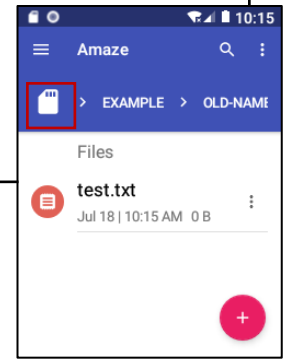 10:15
Amaze
EXAMPLE > OLD-NAME
Files
test.txt
Jul 18 | 10:15 AM 0 B